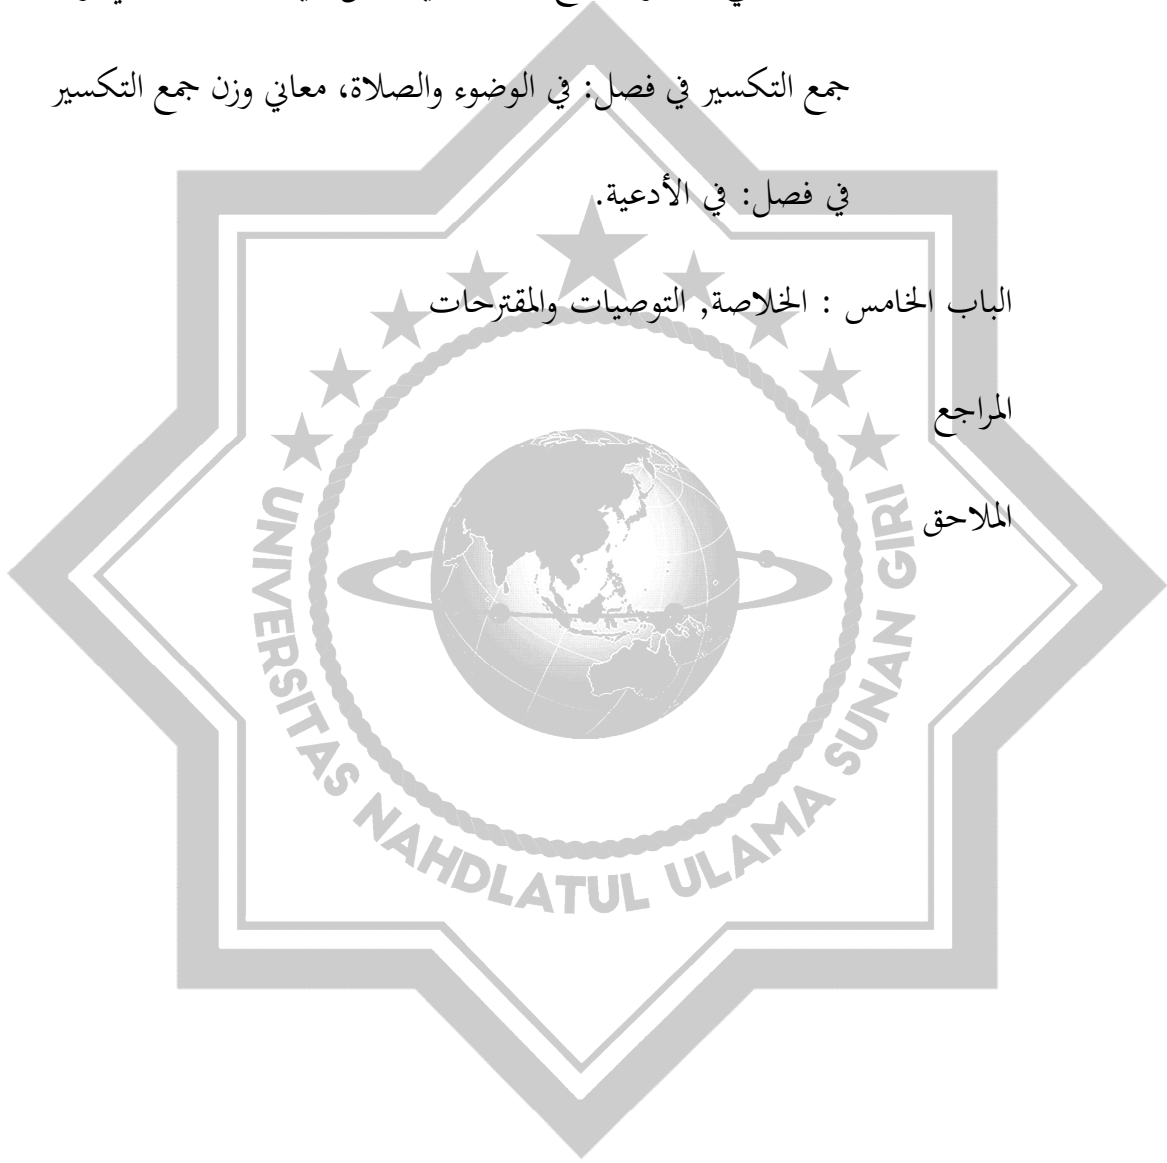 جمع التكسير في فصل: في الوضوء والصلاة، معاني وزن جمع التكسير
في فصل: في الأدعية.
الباب الخامس : الخلاصة, التوصيات والمقترحات
المراجع
الملاحق
UNIVERSITAS NAHDLATUL ULAMA SUNAN GIRI